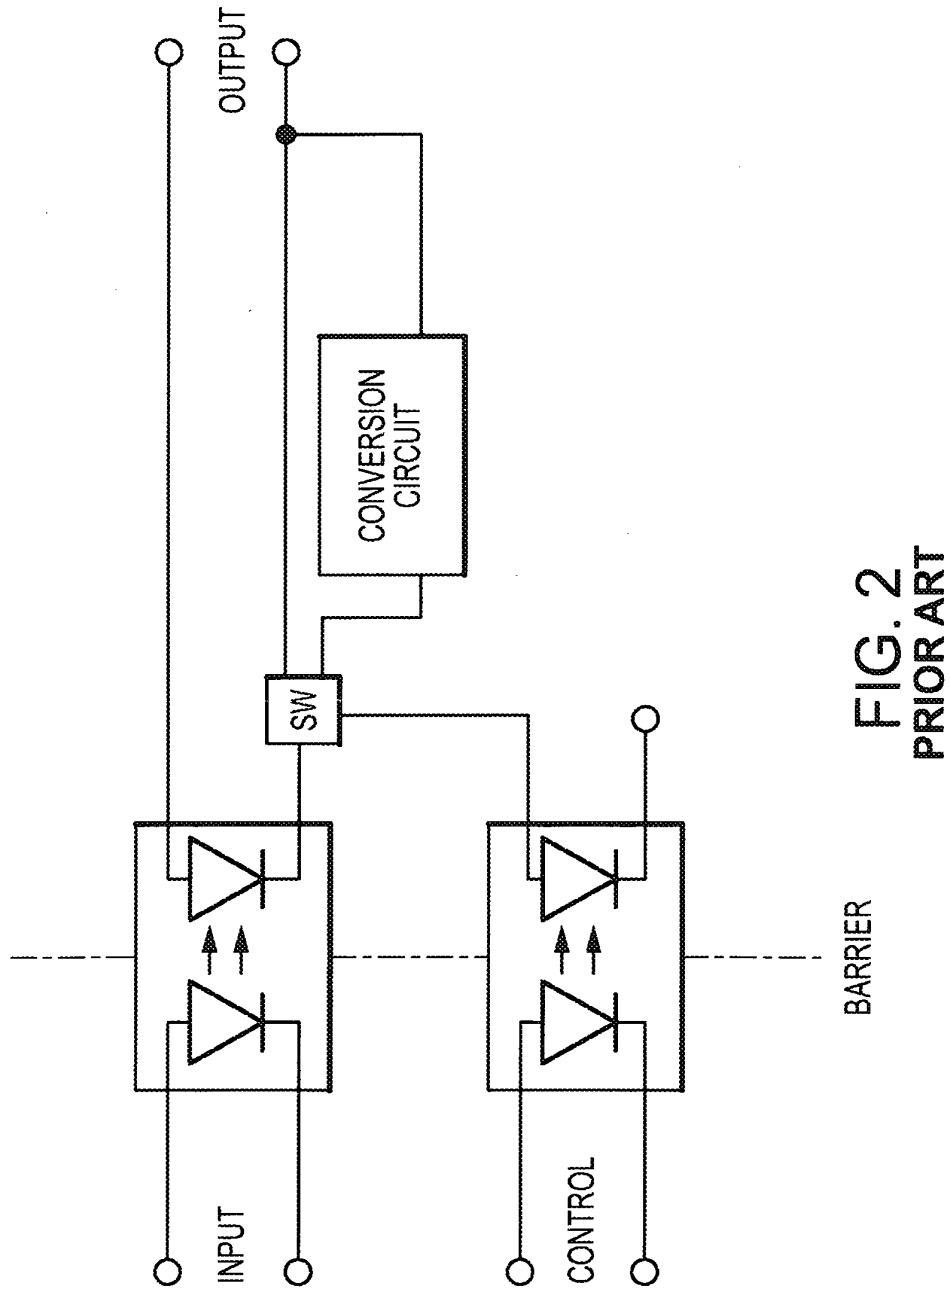 INPUT
OUTPUT
SW
CONVERSION
CIRCUIT
CONTROL
BARRIER
FIG. 2
PRIOR ART